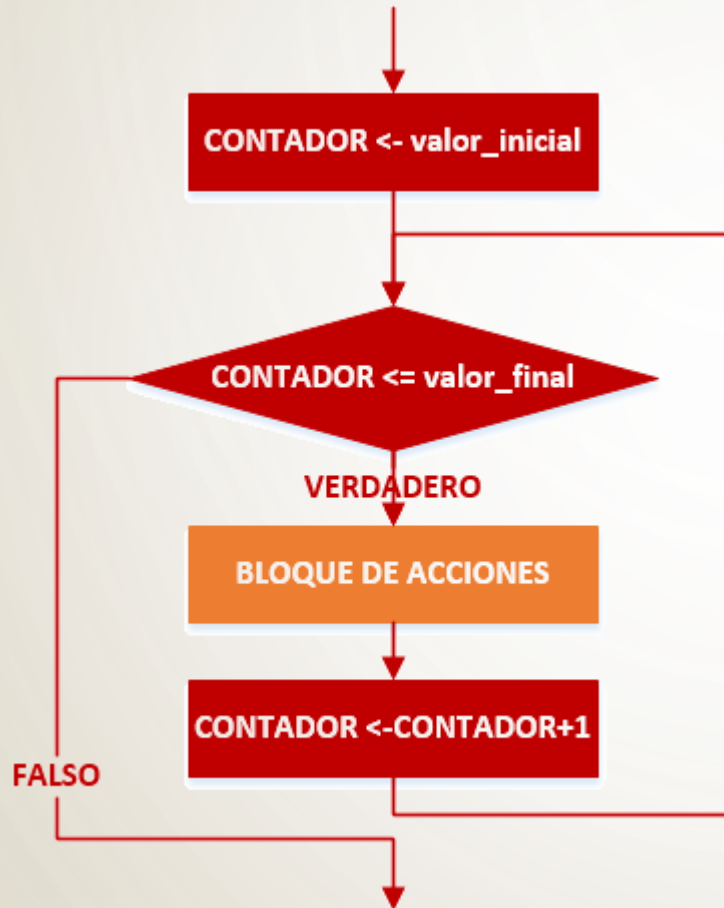 CONTADOR <- valor_inicial
CONTADOR <= valor_final
VERDADERO
BLOQUE DE ACCIONES
CONTADOR <-CONTADOR+1
FALSO